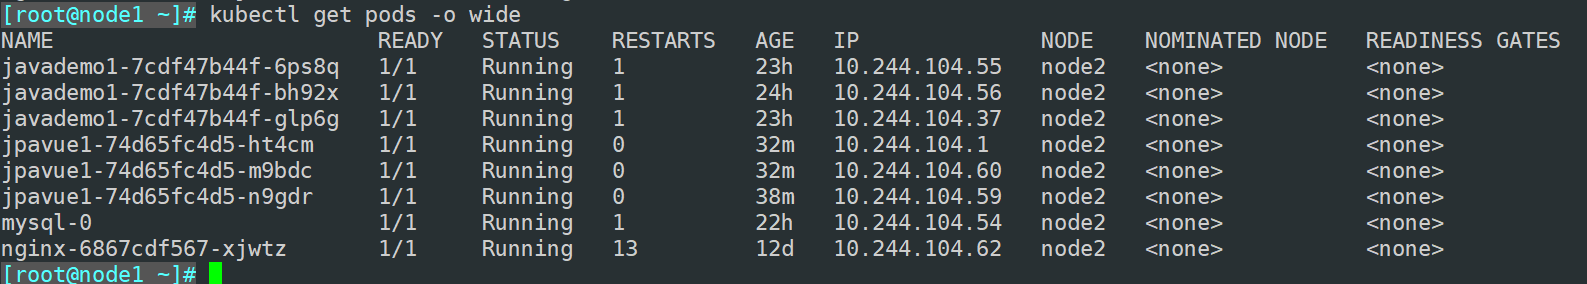 [root@node1 ~]# kubectl get pods -o wide
NAME READY STATUS RESTARTS AGE IP NODE NOMINATED NODE READINESS GATES
javademo1-7cdf47b44f-6ps8q 1/1 Running 1 23h 10.244.104.55 node2 <none> <none>
javademo1-7cdf47b44f-bh92x 1/1 Running 1 24h 10.244.104.56 node2 <none> <none>
javademo1-7cdf47b44f-glp6g 1/1 Running 1 23h 10.244.104.37 node2 <none> <none>
jpavue1-74d65fc4d5-ht4cm 1/1 Running 0 32m 10.244.104.1 node2 <none> <none>
jpavue1-74d65fc4d5-m9bdc 1/1 Running 0 32m 10.244.104.60 node2 <none> <none>
jpavue1-74d65fc4d5-n9gdr 1/1 Running 0 38m 10.244.104.59 node2 <none> <none>
mysql-0 1/1 Running 1 22h 10.244.104.54 node2 <none> <none>
nginx-6867cdf567-xjwtz 1/1 Running 13 12d 10.244.104.62 node2 <none> <none>
[root@node1 ~]#